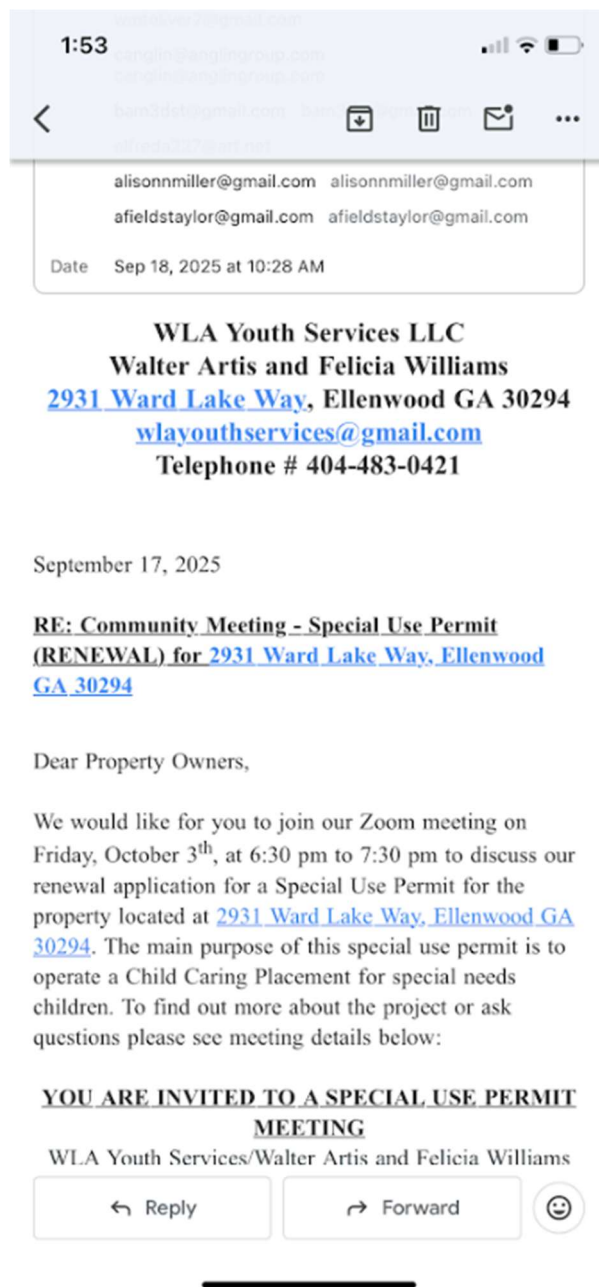 1:53
alisonnmiller@gmail.com alisonnmiller@gmail.com
afieldstaylor@gmail.com afieldstaylor@gmail.com
Date Sep 18, 2025 at 10:28 AM
WLA Youth Services LLC
Walter Artis and Felicia Williams
2931 Ward Lake Way, Ellenwood GA 30294
wlayouthservices@gmail.com
Telephone # 404-483-0421
September 17, 2025
RE: Community Meeting - Special Use Permit
(RENEWAL) for 2931 Ward Lake Way, Ellenwood
GA 30294
Dear Property Owners,
We would like for you to join our Zoom meeting on
Friday, October 3th, at 6:30 pm to 7:30 pm to discuss our
renewal application for a Special Use Permit for the
property located at 2931 Ward Lake Way, Ellenwood GA
30294. The main purpose of this special use permit is to
operate a Child Caring Placement for special needs
children. To find out more about the project or ask
questions please see meeting details below:
YOU ARE INVITED TO A SPECIAL USE PERMIT
MEETING
WLA Youth Services/Walter Artis and Felicia Williams
Reply Forward